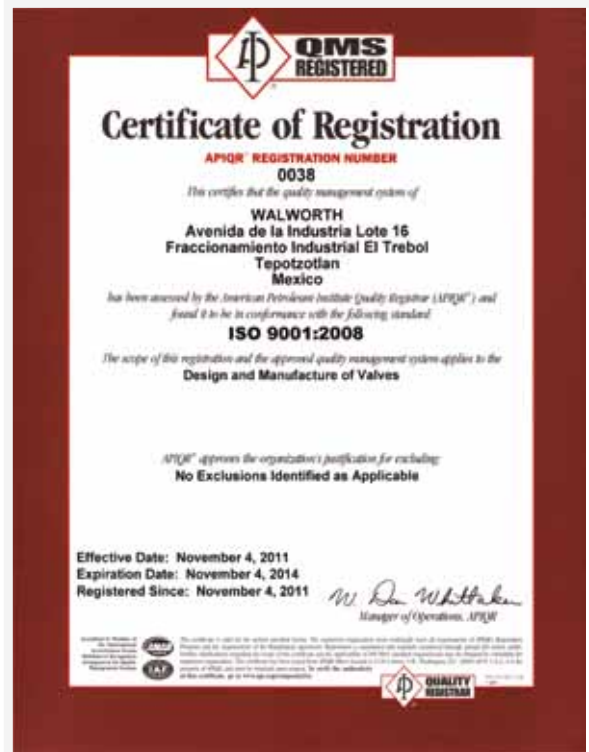 API
QMS
REGISTERED
Certificate of Registration
APIQR® REGISTRATION NUMBER
0038
This certifies that the quality management system of
WALWORTH
Avenida de la Industria Lote 16
Fraccionamiento Industrial El Trebol
Tepotzotlan
Mexico
has been assessed by the American Petroleum Institute Quality Registrar (APIQR®) and
found it to be in conformance with the following standard
ISO 9001:2008
The scope of this registration and the approved quality management system applies to the
Design and Manufacture of Valves
APIQR® approves the organization's justification for excluding:
No Exclusions Identified as Applicable
Effective Date: November 4, 2011
Expiration Date: November 4, 2014
Registered Since: November 4, 2011
W. Don Whittaker
Manager of Operations, APIQR
API
QUALITY
REGISTRAR